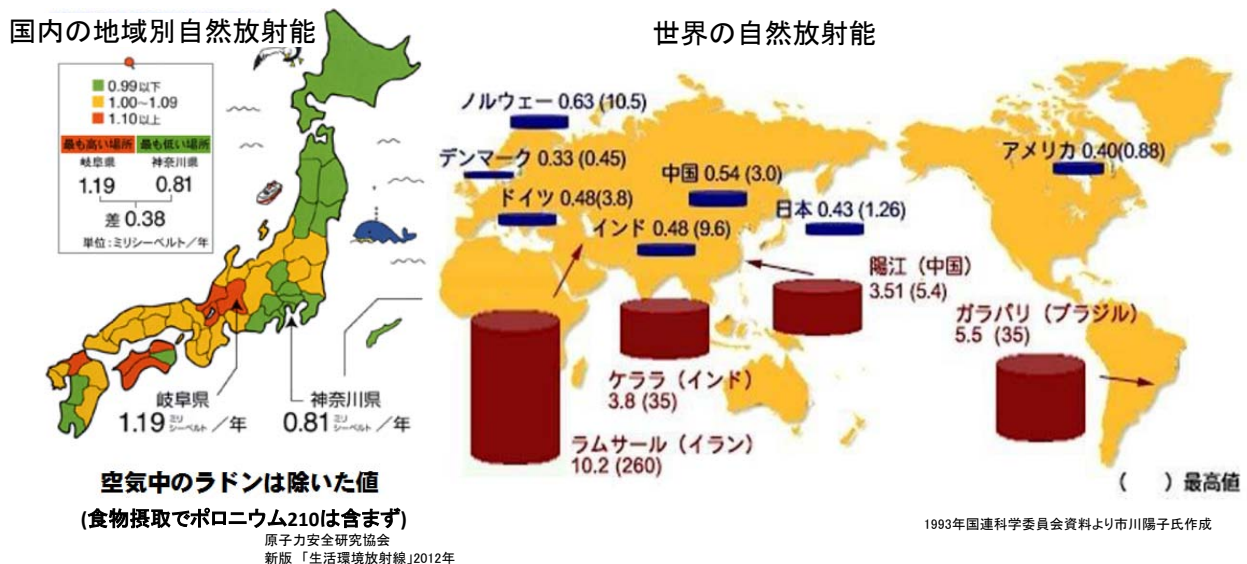 国内の地域別自然放射能
0.99以下
1.00～1.09
1.10以上
最も高い場所 最も低い場所
岐阜県 神奈川県
1.19 0.81
差 0.38
単位:ミリシーベルト／年
岐阜県
1.19 ミリシーベルト／年
神奈川県
0.81 ミリシーベルト／年
空気中のラドンは除いた値
(食物摂取でポロニウム210は含まず)
原子力安全研究協会
新版 「生活環境放射線」2012年
世界の自然放射能
ノルウェー 0.63 (10.5)
デンマーク 0.33 (0.45)
ドイツ 0.48(3.8)
中国 0.54 (3.0)
インド 0.48 (9.6)
日本 0.43 (1.26)
アメリカ 0.40(0.88)
陽江（中国）
3.51 (5.4)
ガラパリ（ブラジル）
5.5 (35)
ケララ（インド）
3.8 (35)
ラムサール（イラン）
10.2 (260)
（　）最高値
1993年国連科学委員会資料より市川陽子氏作成